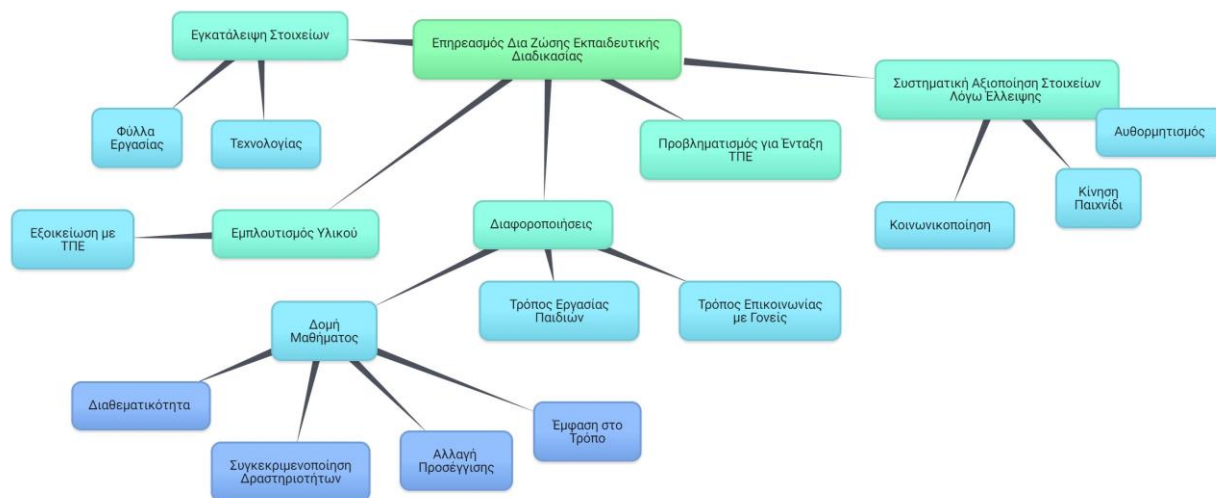 Εγκατάλειψη Στοιχείων
Επηρεασμός Δια Ζώσης Εκπαιδευτικής
Διαδικασίας
Συστηματική Αξιοποίηση Στοιχείων
Λόγω Έλλειψης
Φύλλα
Εργασίας
Τεχνολογίας
Προβληματισμός για Ένταξη
ΤΠΕ
Αυθορμητισμός
Κίνηση
Παιχνίδι
Κοινωνικοποίηση
Εξοικείωση με
ΤΠΕ
Εμπλουτισμός Υλικού
Διαφοροποιήσεις
Τρόπος Εργασίας
Παιδιών
Τρόπος Επικοινωνίας
με Γονείς
Δομή
Μαθήματος
Διαθεματικότητα
Συγκεκριμενοποίηση
Δραστηριοτήτων
Αλλαγή
Προσέγγισης
Έμφαση στο
Τρόπο